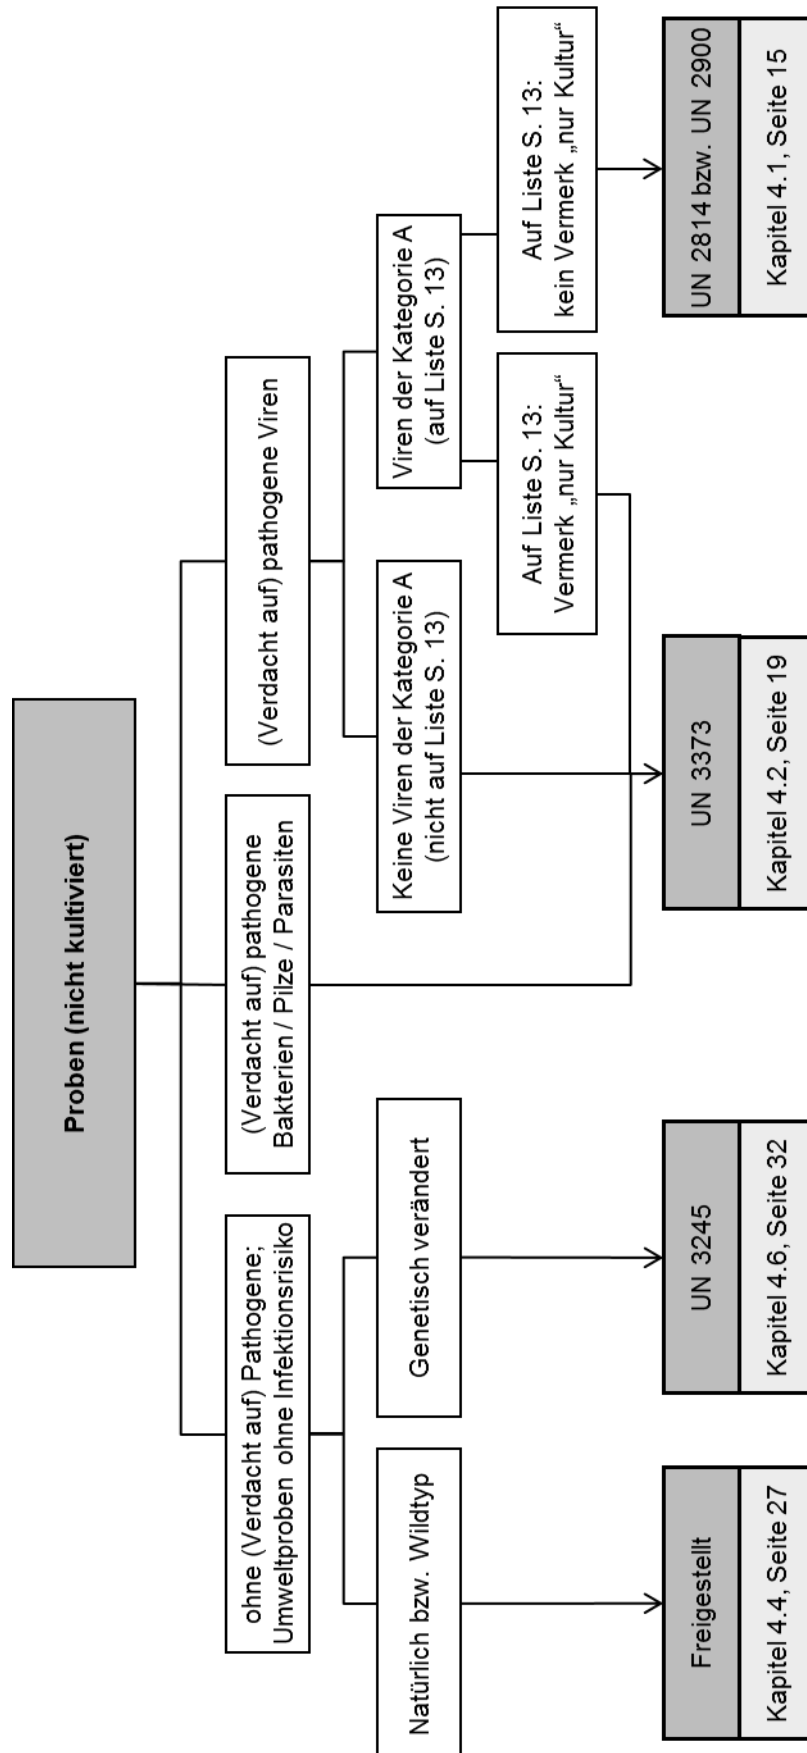 Proben (nicht kultiviert)
ohne (Verdacht auf) Pathogene;
Umweltproben ohne Infektionsrisiko
(Verdacht auf) pathogene
Bakterien / Pilze / Parasiten
(Verdacht auf) pathogene Viren
Natürlich bzw. Wildtyp
Genetisch verändert
Keine Viren der Kategorie A
(nicht auf Liste S. 13)
Viren der Kategorie A
(auf Liste S. 13)
Auf Liste S. 13:
Vermerk „nur Kultur“
Auf Liste S. 13:
kein Vermerk „nur Kultur“
Freigestellt
Kapitel 4.4, Seite 27
UN 3245
Kapitel 4.6, Seite 32
UN 3373
Kapitel 4.2, Seite 19
UN 2814 bzw. UN 2900
Kapitel 4.1, Seite 15